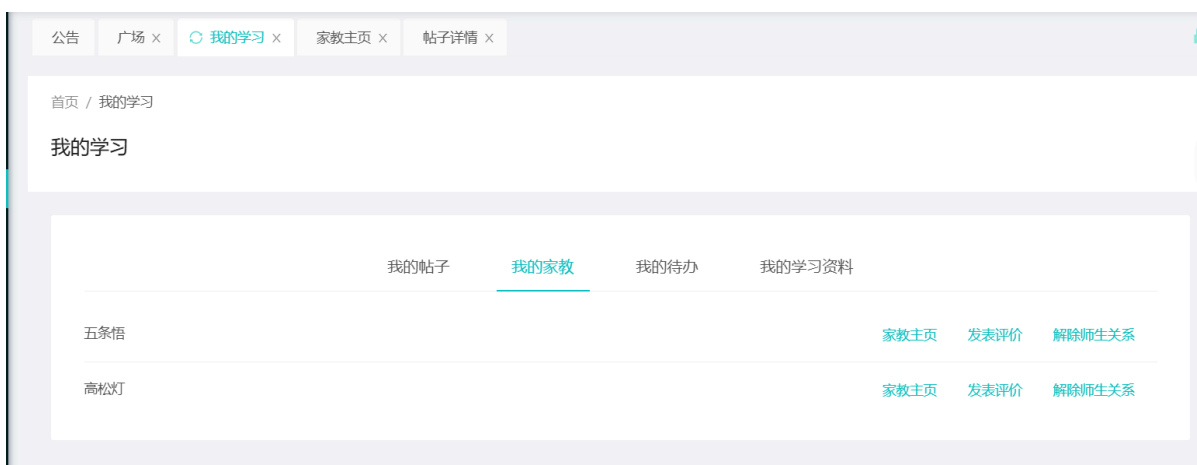 公告 广场 × 我的学习 × 家教主页 × 帖子详情 ×
首页 / 我的学习
我的学习
我的帖子 我的家教 我的待办 我的学习资料
五条悟 家教主页 发表评价 解除师生关系
高松灯 家教主页 发表评价 解除师生关系